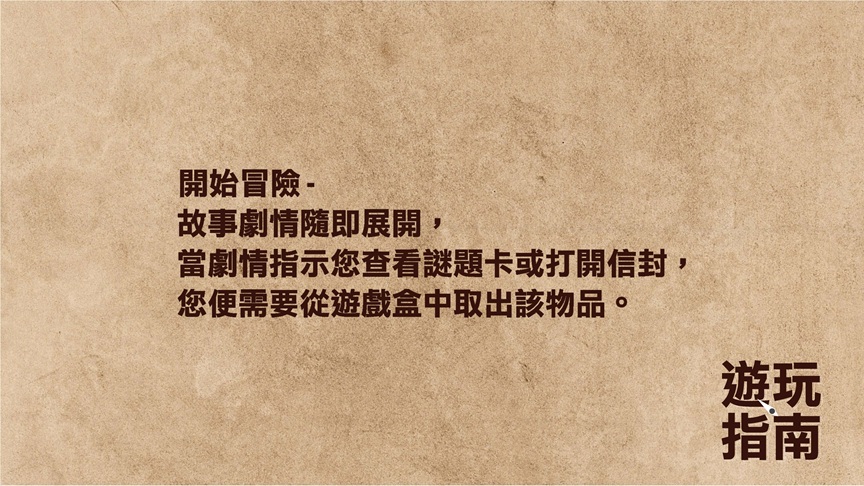 開始冒險 -
故事劇情隨即展開，
當劇情指示您查看謎題卡或打開信封，
您便需要從遊戲盒中取出該物品。
遊玩
指南